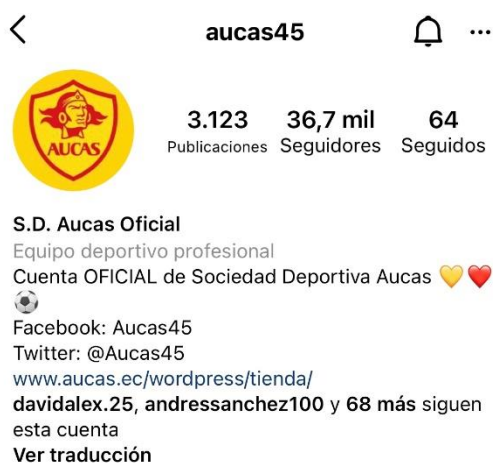 aucas45
AUCAS
3.123 36,7 mil 64
Publicaciones Seguidores Seguidos
S.D. Aucas Oficial
Equipo deportivo profesional
Cuenta OFICIAL de Sociedad Deportiva Aucas 💛❤️
⚽
Facebook: Aucas45
Twitter: @Aucas45
www.aucas.ec/wordpress/tienda/
davidalex.25, andressanchez100 y 68 más siguen
esta cuenta
Ver traducción